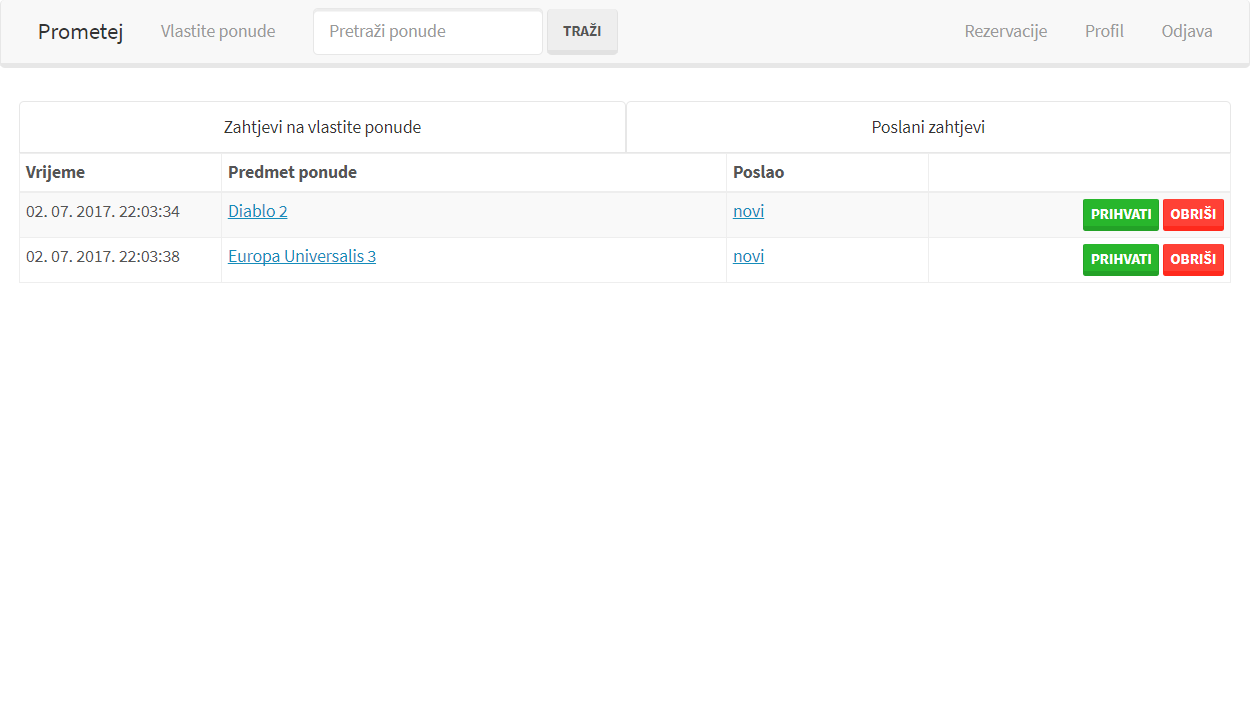 Prometej Vlastite ponude Pretraži ponude TRAŽI Rezervacije Profil Odjava
Zahtjevi na vlastite ponude Poslani zahtjevi
Vrijeme Predmet ponude Poslao
02. 07. 2017. 22:03:34 Diablo 2 novi PRIHVATI OBRIŠI
02. 07. 2017. 22:03:38 Europa Universalis 3 novi PRIHVATI OBRIŠI